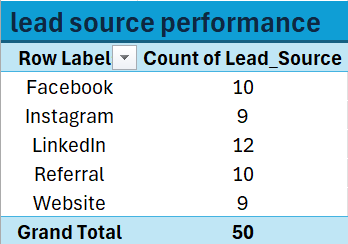 lead source performance
Row Label Count of Lead_Source
Facebook 10
Instagram 9
LinkedIn 12
Referral 10
Website 9
Grand Total 50